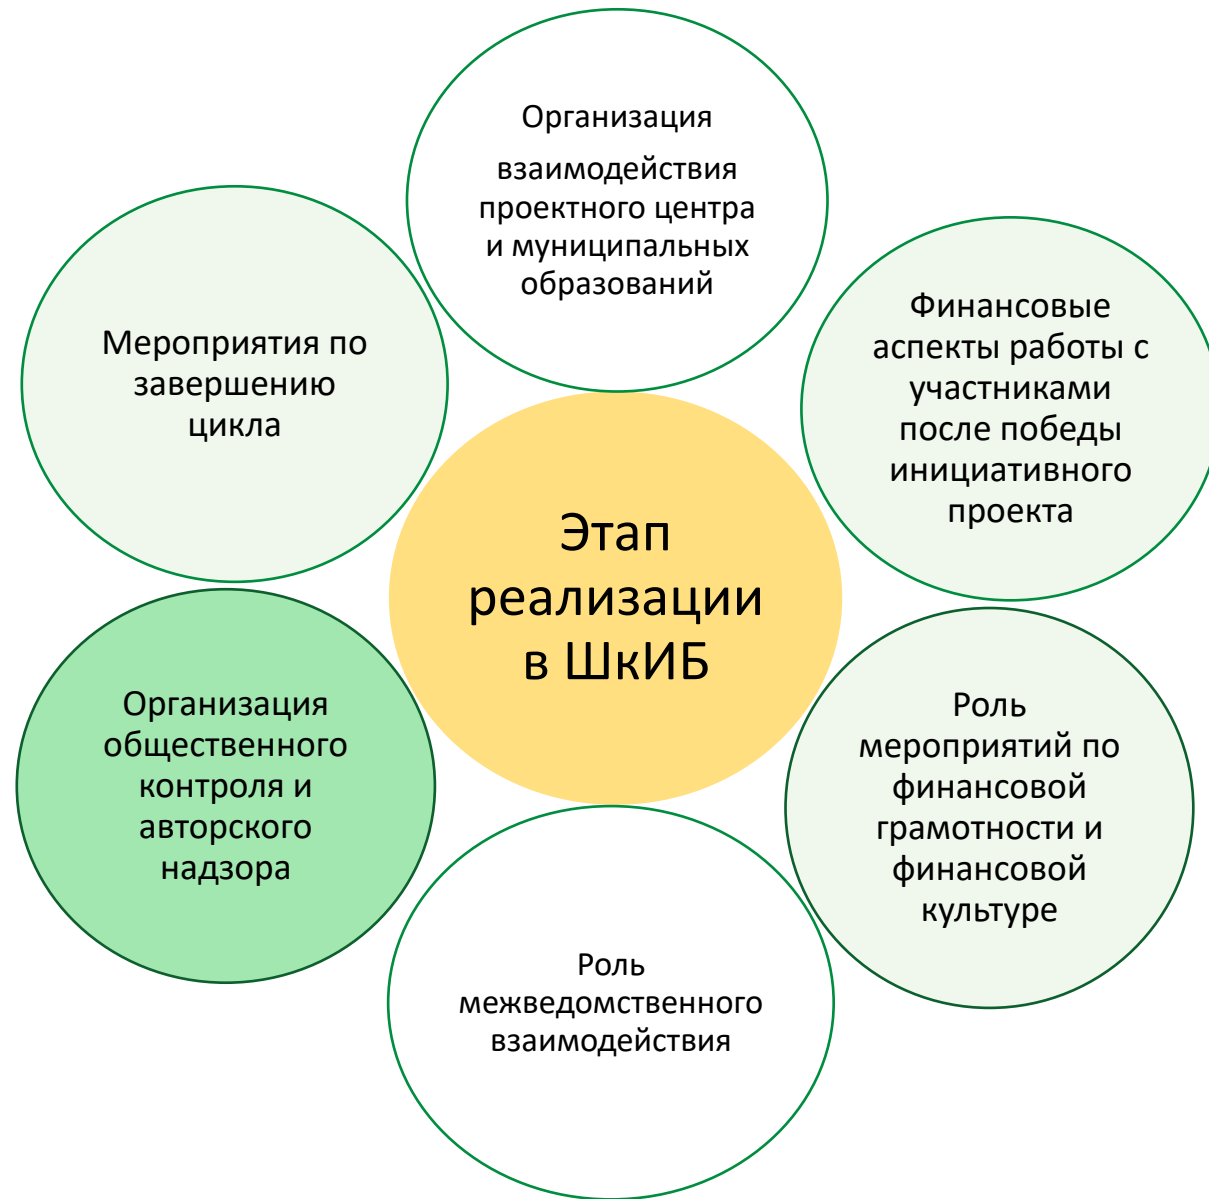 Организация
взаимодействия
проектного центра
и муниципальных
образований
Финансовые
аспекты работы с
участниками
после победы
инициативного
проекта
Роль
мероприятий по
финансовой
грамотности и
финансовой
культуре
Роль
межведомственного
взаимодействия
Организация
общественного
контроля и
авторского
надзора
Мероприятия по
завершению
цикла
Этап
реализации
в ШкИБ